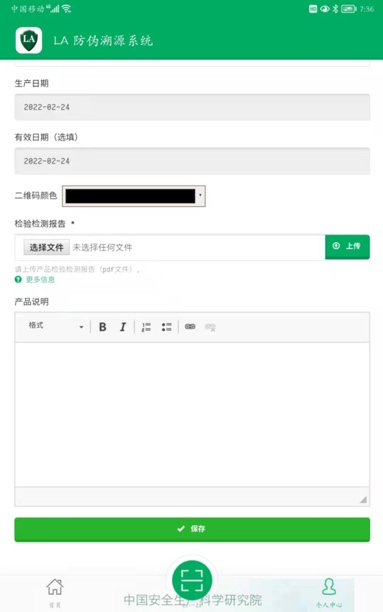 中国移动 7:36
LA LA 防伪溯源系统
生产日期
2022-02-24
有效日期（选填）
2022-02-24
二维码颜色
检验检测报告 *
选择文件 未选择任何文件 上传
请上传产品检验检测报告（pdf文件）。
更多信息
产品说明
格式 B I
保存
中国安全生产科学研究院
首页 个人中心